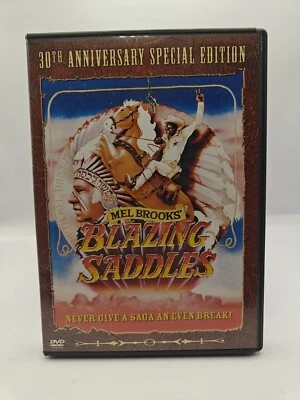 30TH ANNIVERSARY SPECIAL EDITION
MEL BROOKS'
BLAZING
SADDLES
NEVER GIVE A SAGA AN EVEN BREAK!
DVD